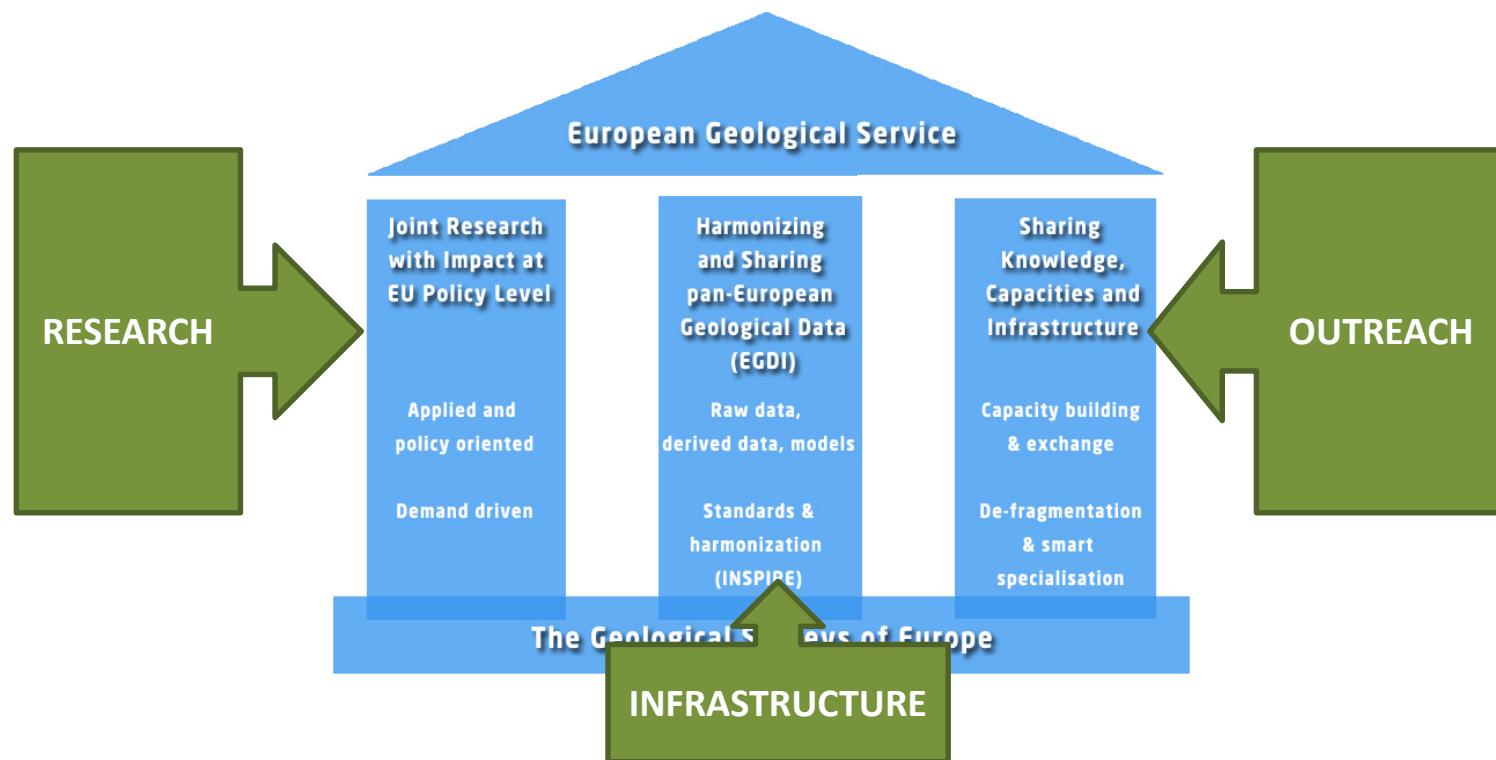 European Geological Service
RESEARCH
Joint Research
with Impact at
EU Policy Level
Applied and
policy oriented
Demand driven
Harmonizing
and Sharing
pan-European
Geological Data
(EGDI)
Raw data,
derived data, models
Standards &
harmonization
(INSPIRE)
Sharing
Knowledge,
Capacities and
Infrastructure
Capacity building
& exchange
De-fragmentation
& smart
specialisation
OUTREACH
The Geological of Europe
INFRASTRUCTURE